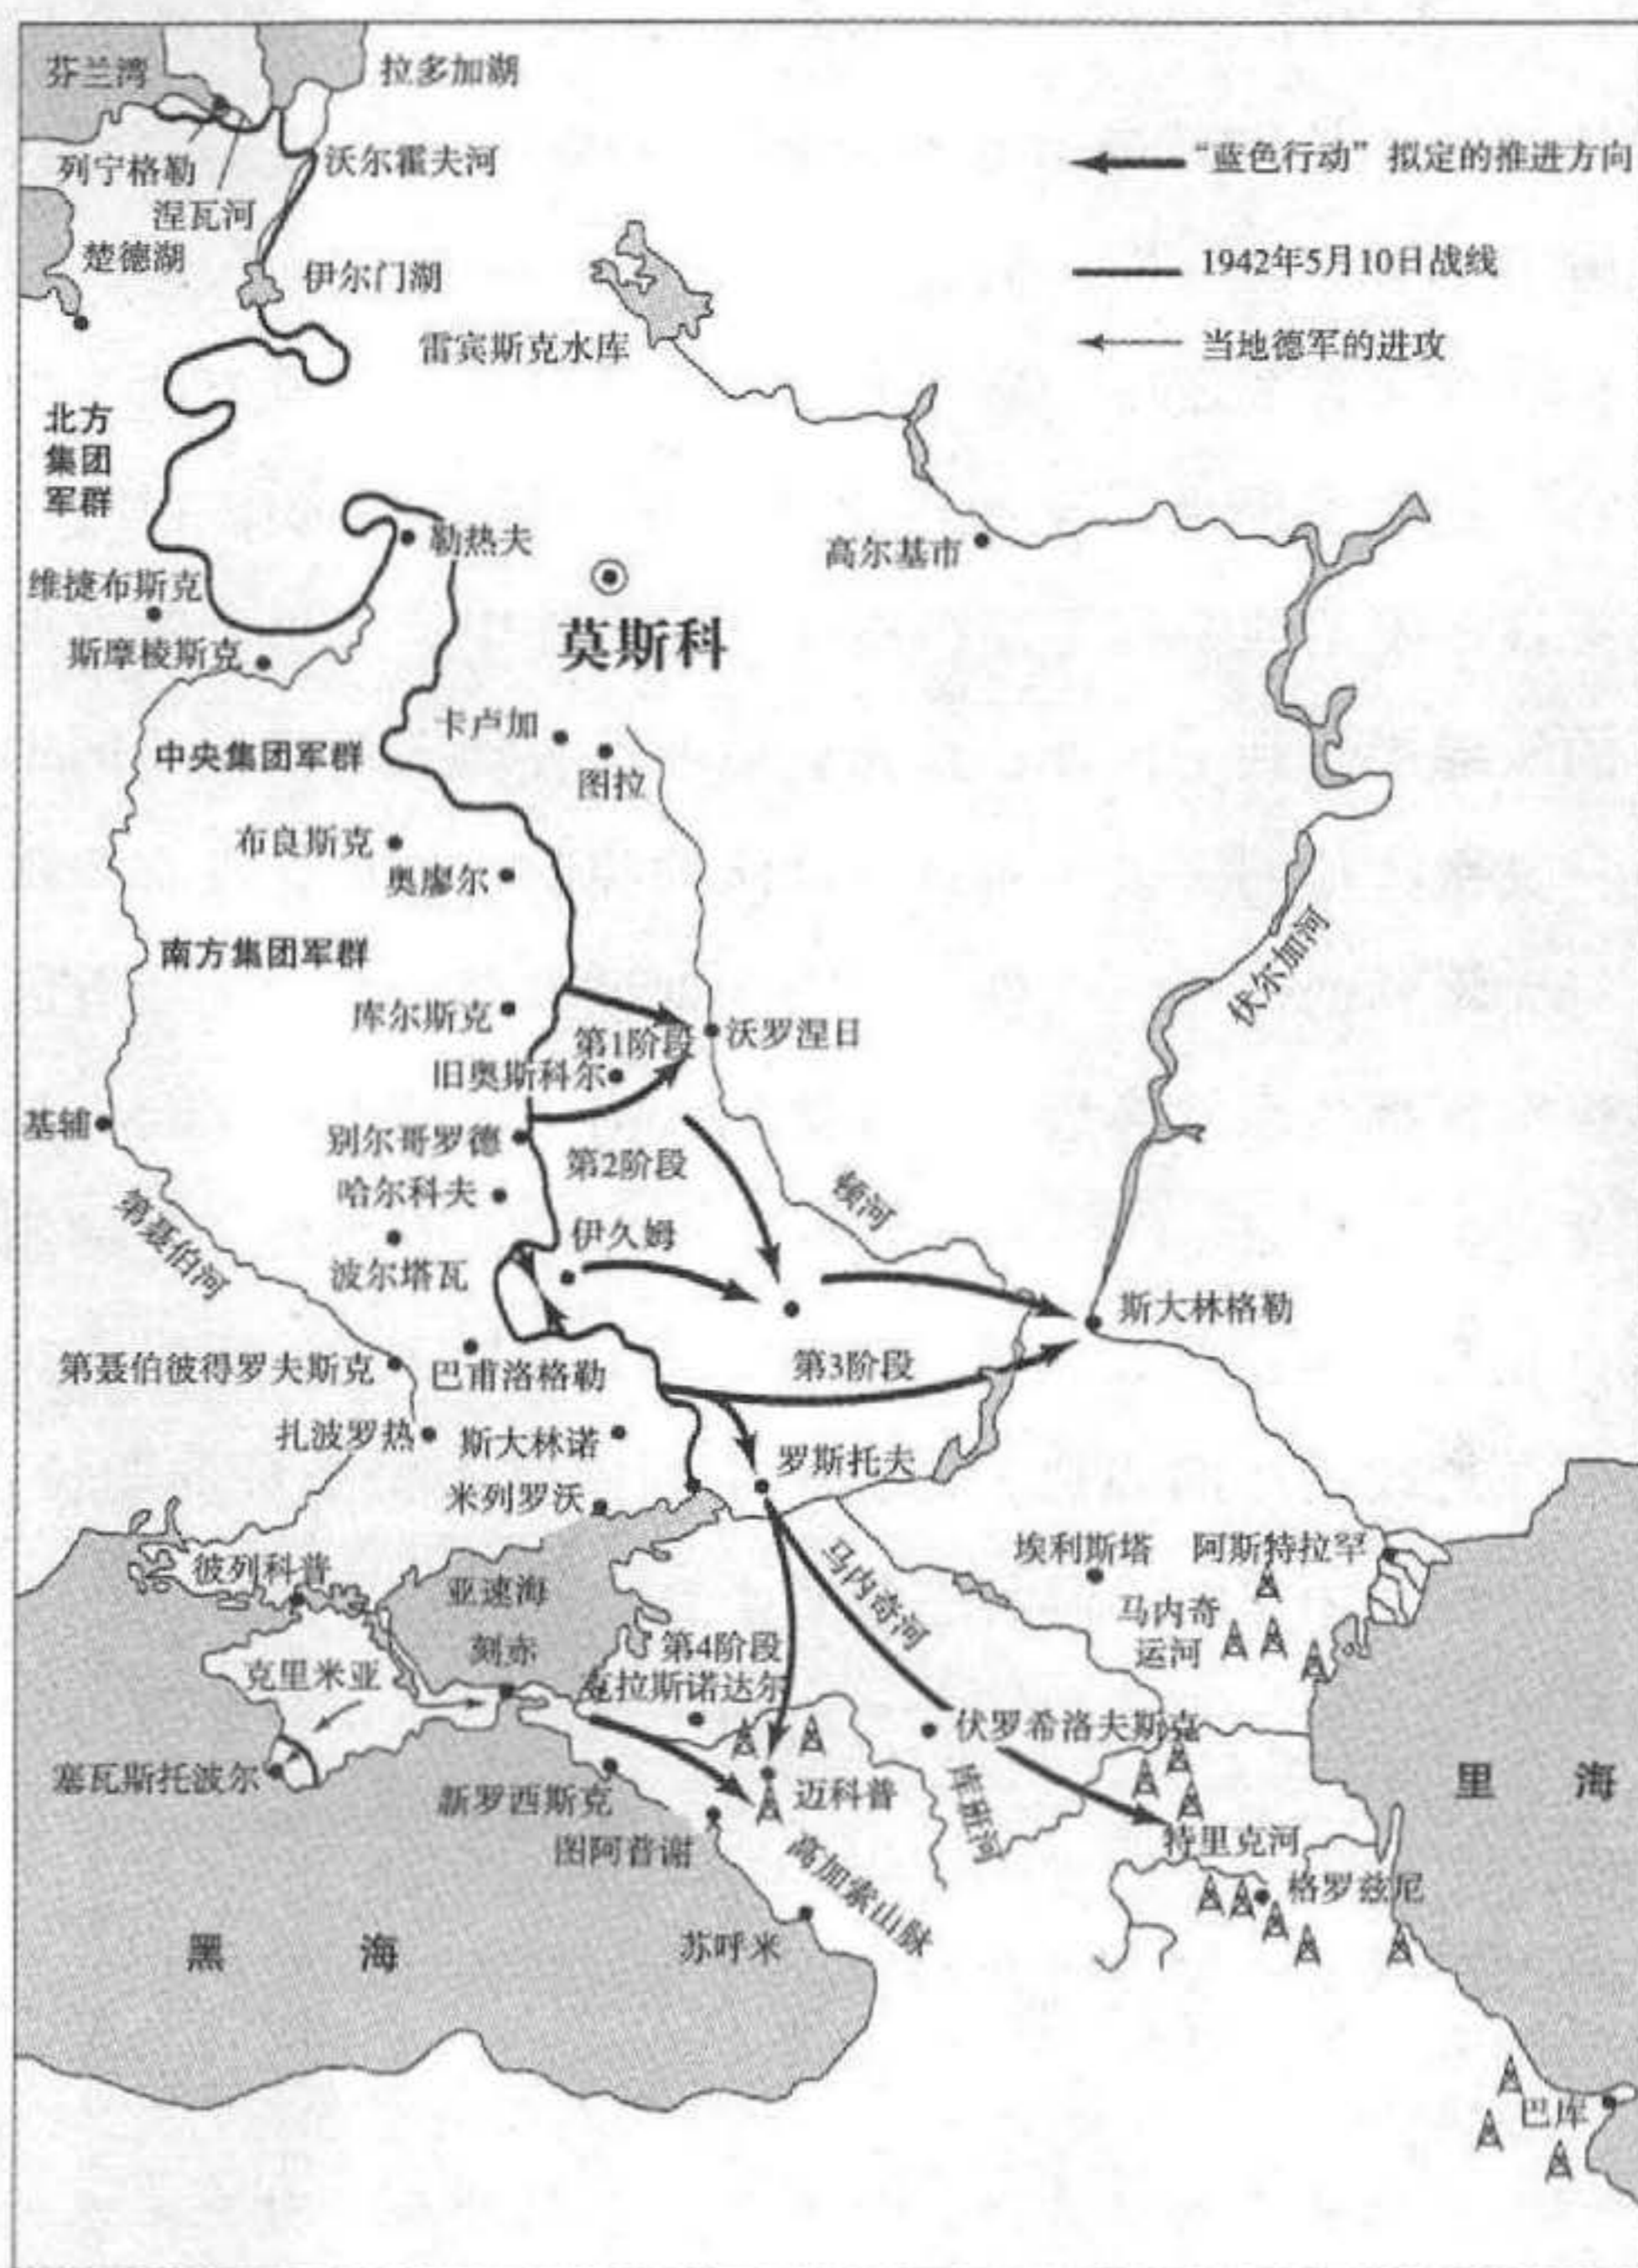 芬兰湾
拉多加湖
列宁格勒
沃尔霍夫河
涅瓦河
楚德湖
伊尔门湖
雷宾斯克水库
“蓝色行动”拟定的推进方向
1942年5月10日战线
当地德军的进攻
北方
集团
军群
勒热夫
高尔基市
维捷布斯克
斯摩棱斯克
莫斯科
卡卢加
中央集团军群
图拉
布良斯克
奥廖尔
南方集团军群
伏尔加河
库尔斯克
第1阶段
沃罗涅日
旧奥斯科尔
基辅
别尔哥罗德
第2阶段
哈尔科夫
顿河
第聂伯河
伊久姆
波尔塔瓦
斯大林格勒
第聂伯彼得罗夫斯克
巴甫洛格勒
第3阶段
扎波罗热
斯大林诺
罗斯托夫
米列罗沃
彼列科普
亚速海
马内奇河
埃利斯塔
阿斯特拉罕
马内奇
运河
刻赤
第4阶段
克里米亚
克拉斯诺达尔
伏罗希洛夫斯克
塞瓦斯托波尔
新罗西斯克
迈科普
库班河
里海
图阿普谢
高加索山脉
特里克河
格罗兹尼
黑海
苏呼米
巴库